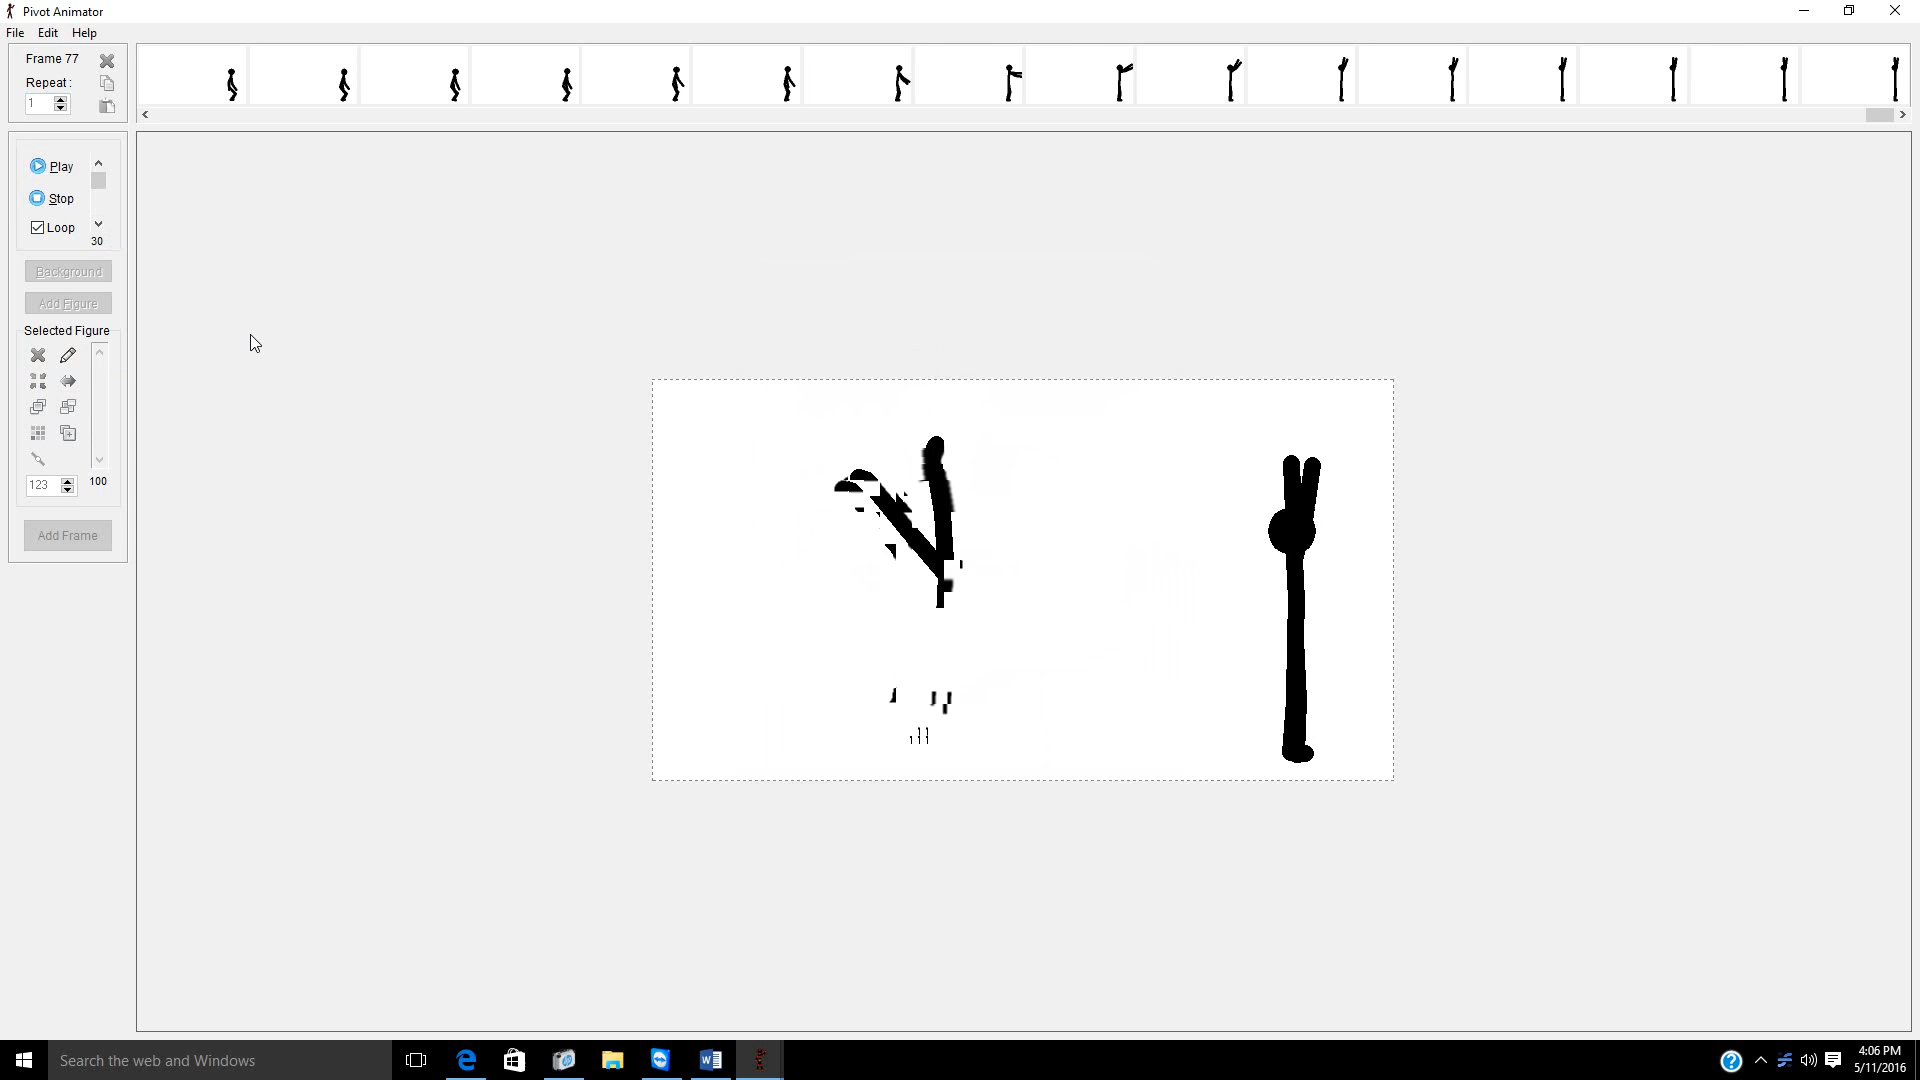 Pivot Animator
File Edit Help
Frame 77
Repeat :
1
Play
Stop
Loop
30
Background
Add Figure
Selected Figure
123
100
Add Frame
Search the web and Windows
4:06 PM
5/11/2016